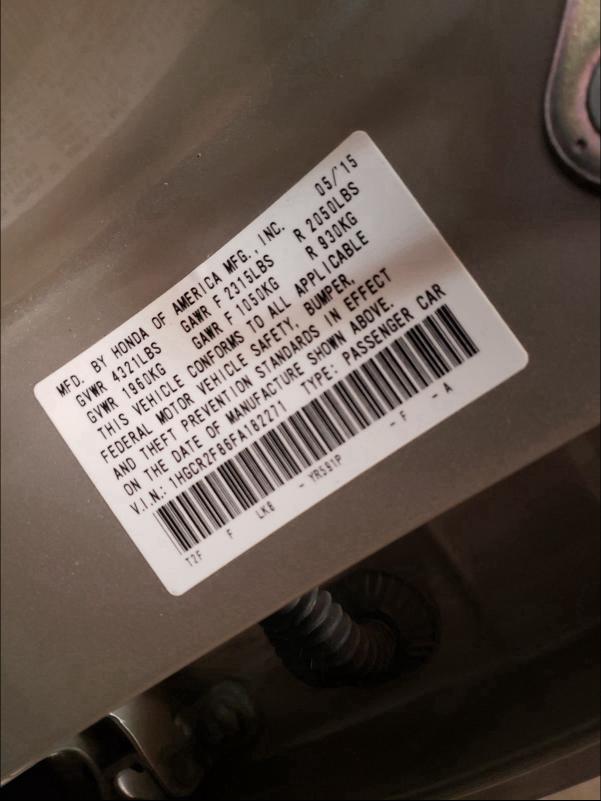 MFD. BY HONDA OF AMERICA MFG., INC. 05/'15
GVWR 4321LBS GAWR F 2315LBS R 2050LBS
GVWR 1960KG GAWR F 1050KG R 930KG
THIS VEHICLE CONFORMS TO ALL APPLICABLE
FEDERAL MOTOR VEHICLE SAFETY, BUMPER,
AND THEFT PREVENTION STANDARDS IN EFFECT
ON THE DATE OF MANUFACTURE SHOWN ABOVE.
V.I.N.: 1HGCR2F86FA182271 TYPE: PASSENGER CAR
T2F F LK6 - YR591P - F - A